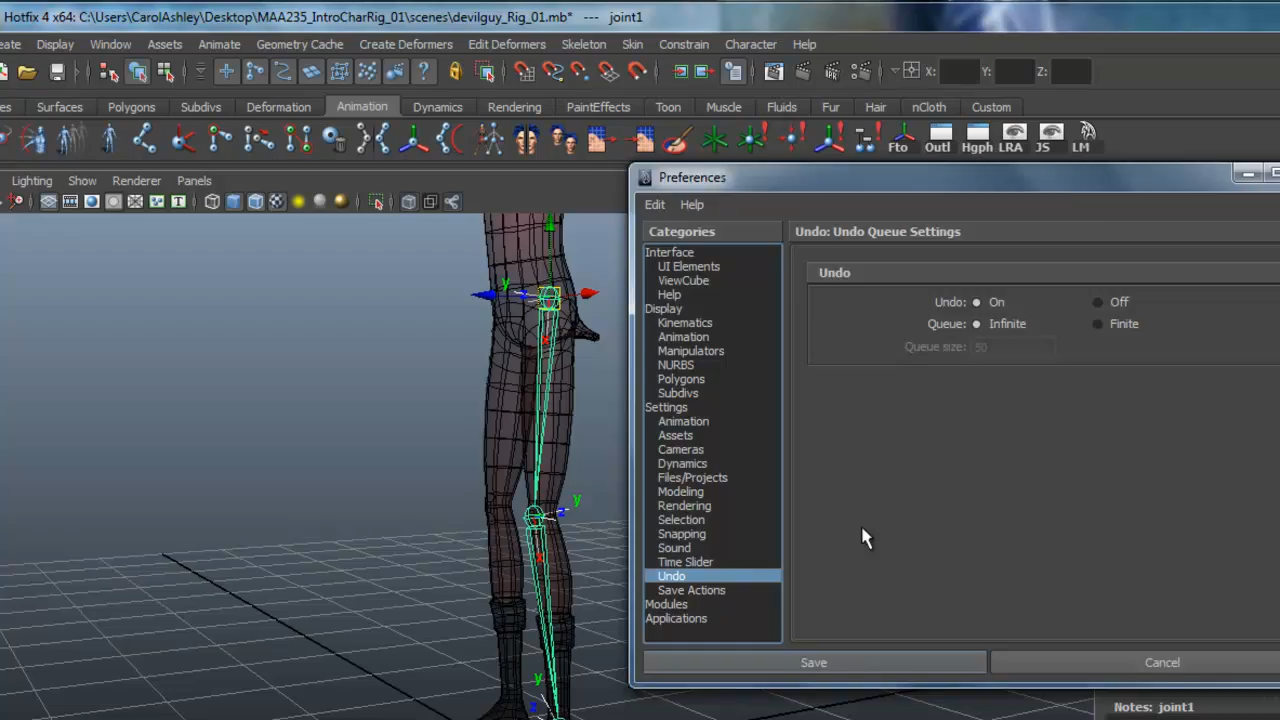 Hotfix 4 x64: C:\Users\CarolAshley\Desktop\MAA235_IntroCharRig_01\scenes\devilguy_Rig_01.mb* --- joint1
eate Display Window Assets Animate Geometry Cache Create Deformers Edit Deformers Skeleton Skin Constrain Character Help
X: Y: Z:
es Surfaces Polygons Subdivs Deformation Animation Dynamics Rendering PaintEffects Toon Muscle Fluids Fur Hair nCloth Custom
Fto Outl Hgph LRA JS LM
Lighting Show Renderer Panels
Preferences
Edit Help
Categories
Interface
UI Elements
ViewCube
Help
Display
Kinematics
Animation
Manipulators
NURBS
Polygons
Subdivs
Settings
Animation
Assets
Cameras
Dynamics
Files/Projects
Modeling
Rendering
Selection
Snapping
Sound
Time Slider
Undo
Save Actions
Modules
Applications
Undo: Undo Queue Settings
Undo
Undo: On Off
Queue: Infinite Finite
Queue size: 50
Save Cancel
y
z
x
y
z
x
y
z
Notes: joint1